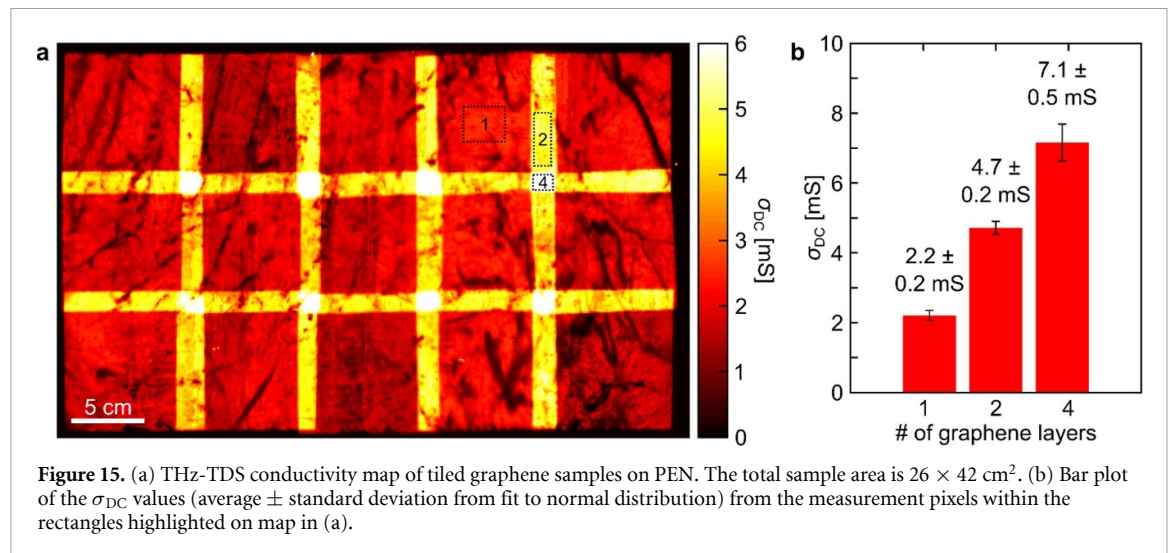 a
1
2
4
5 cm
6
5
4
3
2
1
0
σDC [mS]
b
1 2 4
10
8
6
4
2
0
σDC [mS]
2.2 ±
0.2 mS
4.7 ±
0.2 mS
7.1 ±
0.5 mS
1 2 4
# of graphene layers
Figure 15. (a) THz-TDS conductivity map of tiled graphene samples on PEN. The total sample area is 26 × 42 cm². (b) Bar plot
of the σDC values (average ± standard deviation from fit to normal distribution) from the measurement pixels within the
rectangles highlighted on map in (a).